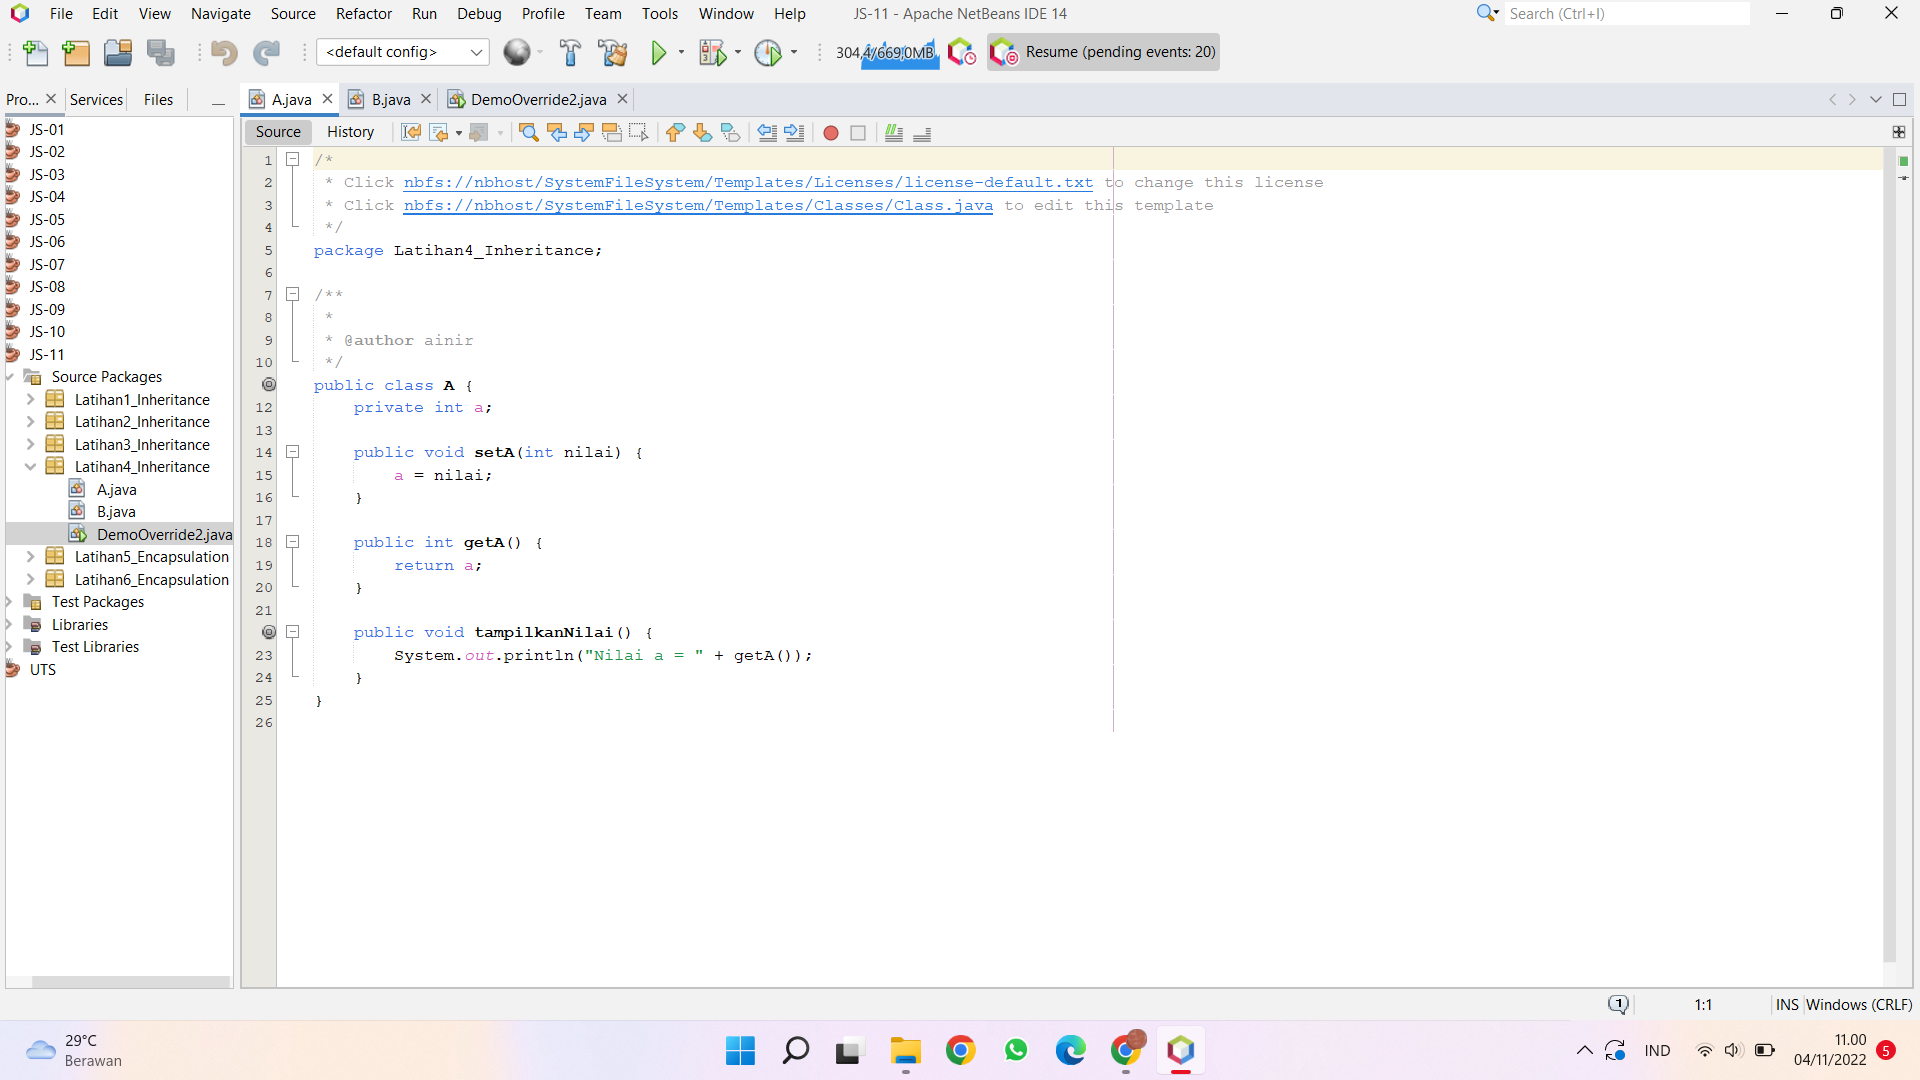 File Edit View Navigate Source Refactor Run Debug Profile Team Tools Window Help JS-11 - Apache NetBeans IDE 14 Search (Ctrl+I)
<default config> 304,4/669,0MB Resume (pending events: 20)
Pro... Services Files A.java B.java DemoOverride2.java
Source History
JS-01
JS-02
JS-03
JS-04
JS-05
JS-06
JS-07
JS-08
JS-09
JS-10
JS-11
Source Packages
Latihan1_Inheritance
Latihan2_Inheritance
Latihan3_Inheritance
Latihan4_Inheritance
A.java
B.java
DemoOverride2.java
Latihan5_Encapsulation
Latihan6_Encapsulation
Test Packages
Libraries
Test Libraries
UTS
1 /*
2 * Click nbfs://nbhost/SystemFileSystem/Templates/Licenses/license-default.txt to change this license
3 * Click nbfs://nbhost/SystemFileSystem/Templates/Classes/Class.java to edit this template
4 */
5 package Latihan4_Inheritance;
6
7 /**
8 *
9 * @author ainir
10 */
public class A {
12 private int a;
13
14 public void setA(int nilai) {
15 a = nilai;
16 }
17
18 public int getA() {
19 return a;
20 }
21
public void tampilkanNilai() {
23 System.out.println("Nilai a = " + getA());
24 }
25 }
26
1 1:1 INS Windows (CRLF)
29°C
Berawan
IND
11.00
04/11/2022
5